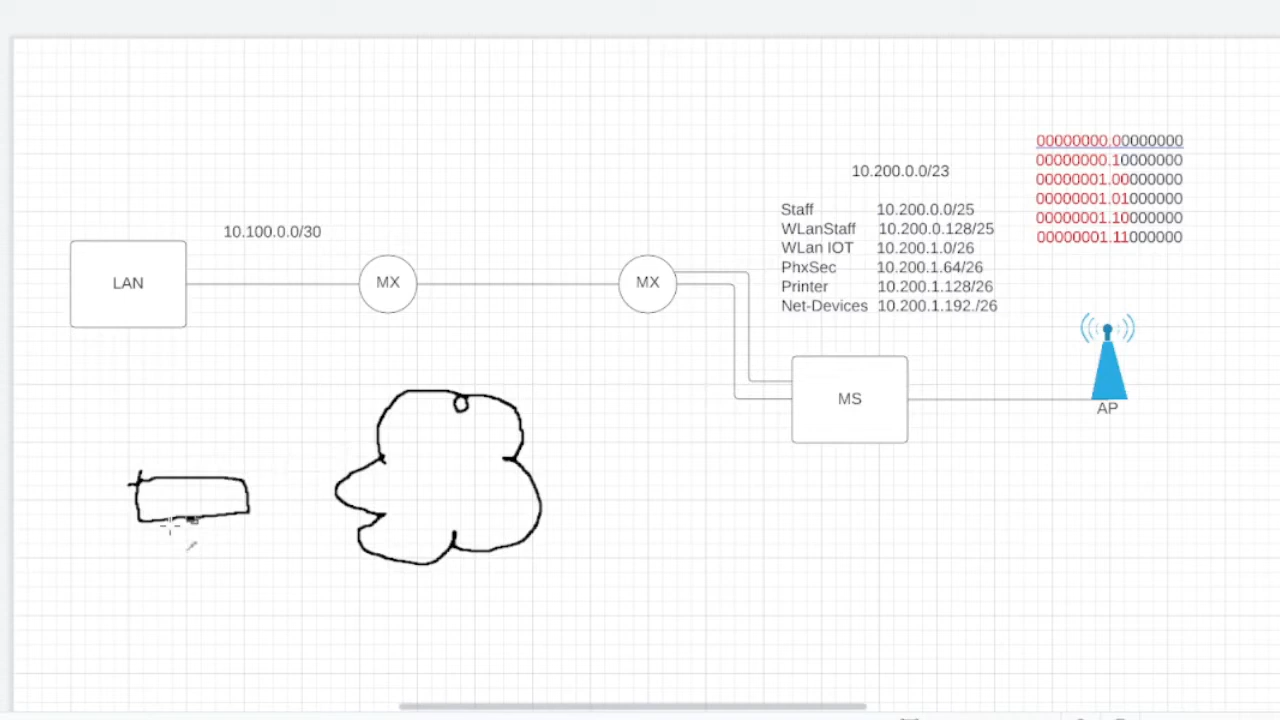 00000000.00000000
00000000.10000000
10.200.0.0/23
00000001.00000000
00000001.01000000
Staff 10.200.0.0/25
00000001.10000000
WLanStaff 10.200.0.128/25
00000001.11000000
WLan IOT 10.200.1.0/26
10.100.0.0/30
PhxSec 10.200.1.64/26
LAN
MX
MX
Printer 10.200.1.128/26
Net-Devices 10.200.1.192./26
MS
AP